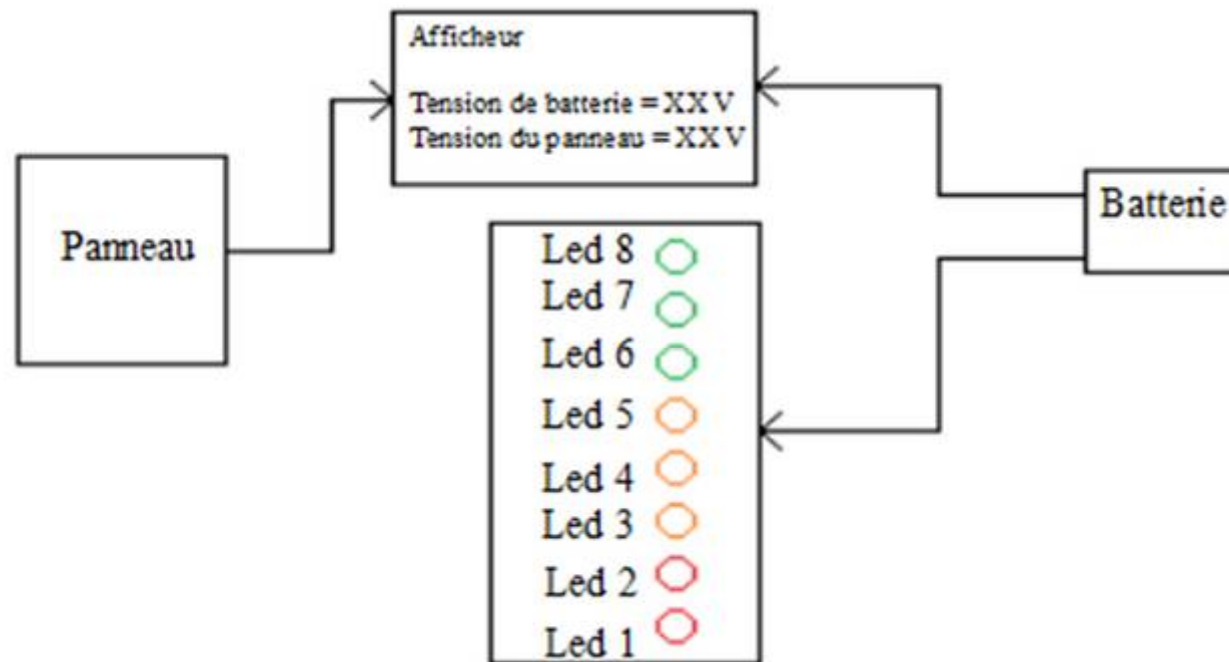 Afficheur
Tension de batterie = XX V
Tension du panneau = XX V
Panneau
Batterie
Led 8
Led 7
Led 6
Led 5
Led 4
Led 3
Led 2
Led 1